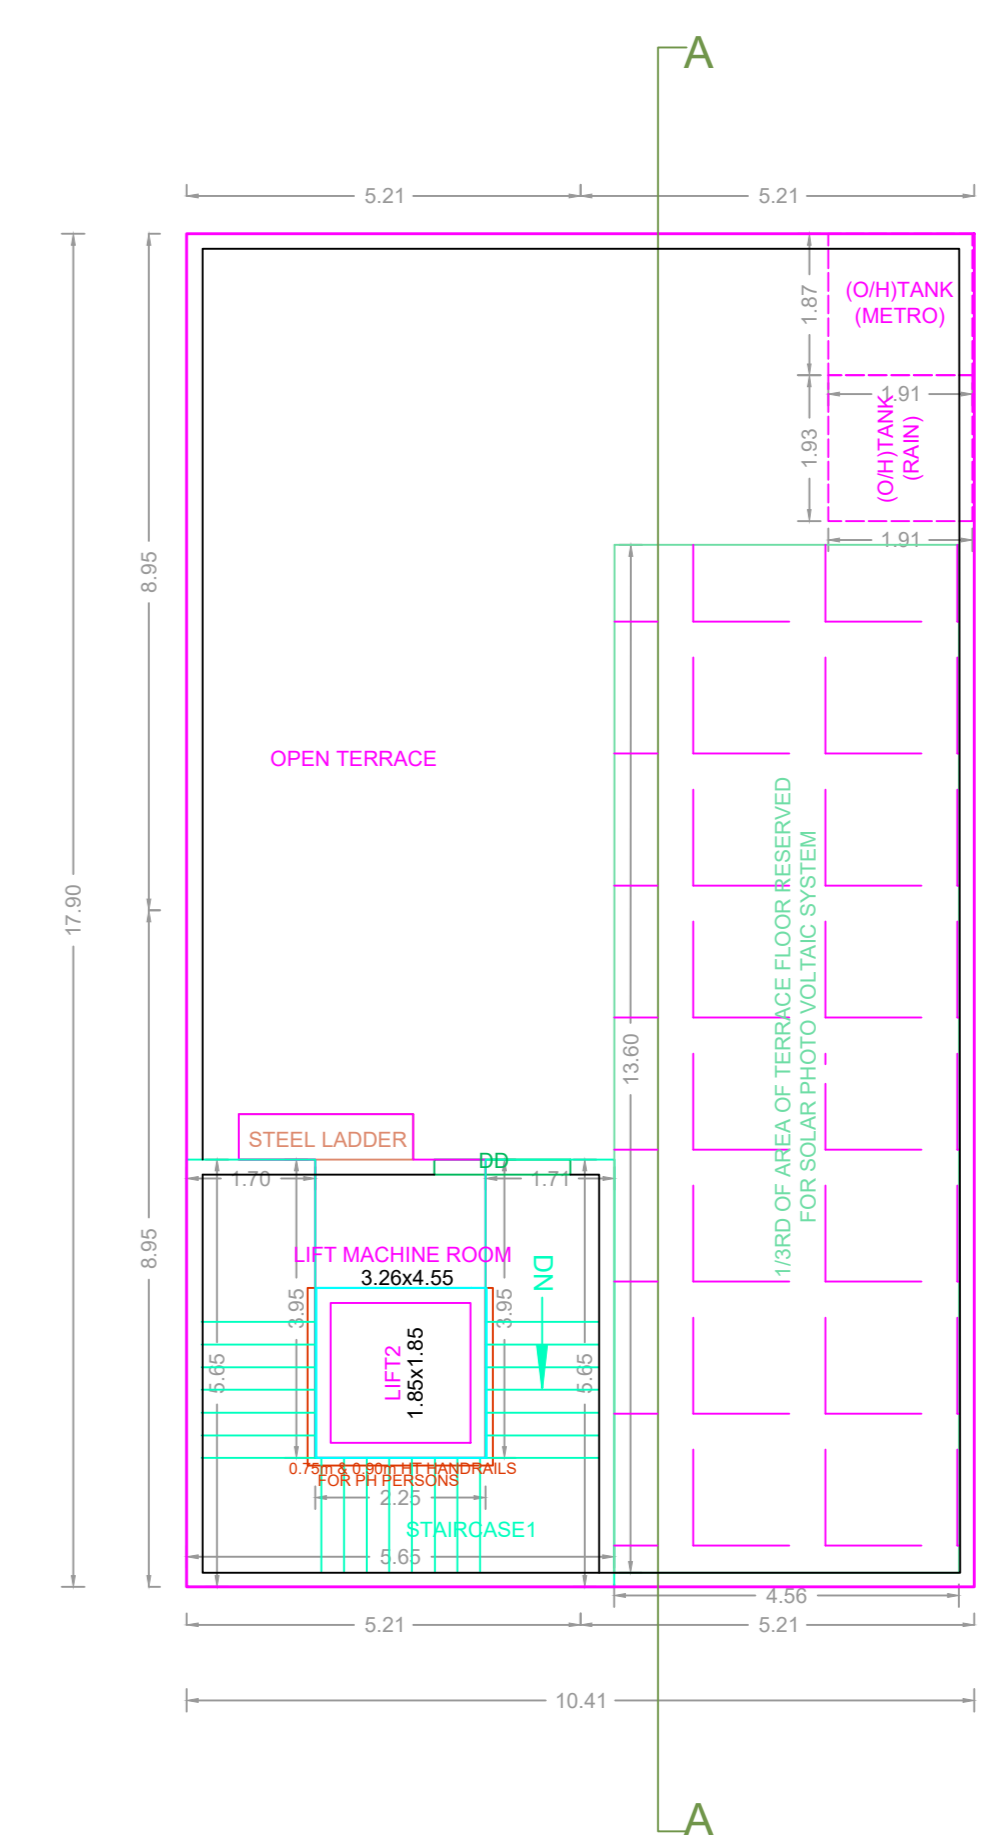 A
5.21
5.21
(O/H)TANK
(METRO)
1.87
1.91
(O/H)TANK
(RAIN)
1.93
1.91
8.95
OPEN TERRACE
17.90
1/3RD OF AREA OF TERRACE FLOOR RESERVED
FOR SOLAR PHOTO VOLTAIC SYSTEM
13.60
STEEL LADDER
DD
1.70
1.71
8.95
LIFT MACHINE ROOM
3.26x4.55
DN
3.95
3.95
LIFT2
1.85x1.85
5.65
5.65
0.75m & 0.90m HT HANDRAILS
FOR PH PERSONS
2.25
STAIRCASE1
5.65
4.56
5.21
5.21
10.41
A